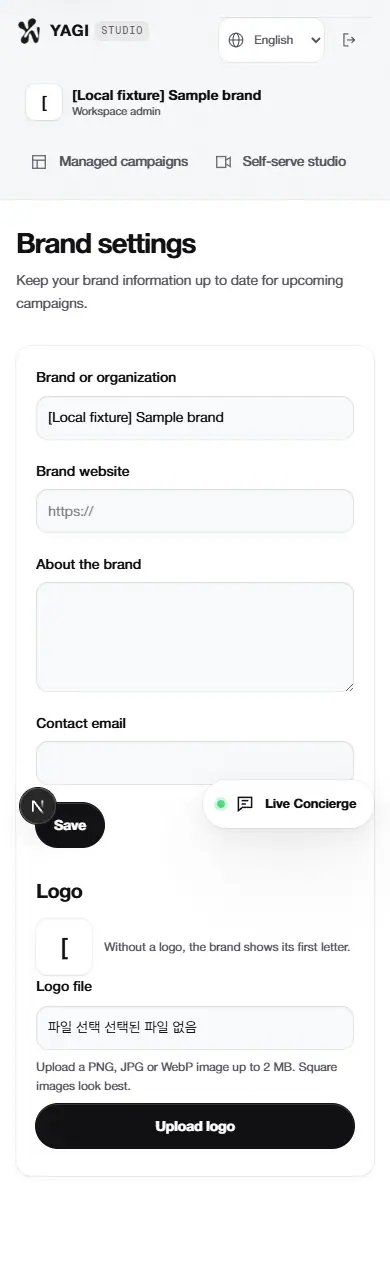 YAGI STUDIO
English
[
[Local fixture] Sample brand
Workspace admin
Managed campaigns
Self-serve studio
Brand settings
Keep your brand information up to date for upcoming
campaigns.
Brand or organization
[Local fixture] Sample brand
Brand website
https://
About the brand
Contact email
N
Save
Live Concierge
Logo
[
Without a logo, the brand shows its first letter.
Logo file
파일 선택 선택된 파일 없음
Upload a PNG, JPG or WebP image up to 2 MB. Square
images look best.
Upload logo